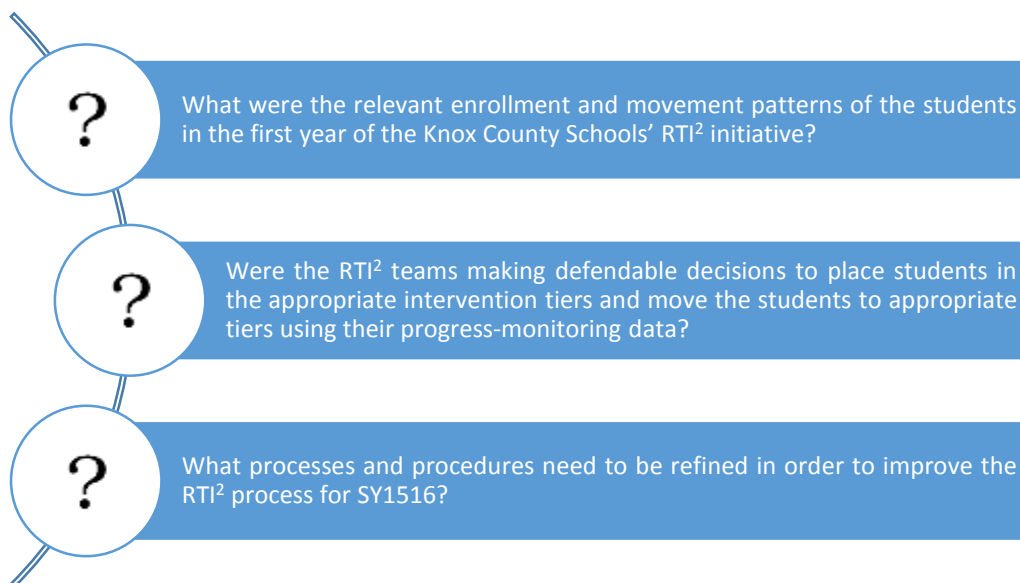 ?
What were the relevant enrollment and movement patterns of the students
in the first year of the Knox County Schools’ RTI² initiative?
?
Were the RTI² teams making defendable decisions to place students in
the appropriate intervention tiers and move the students to appropriate
tiers using their progress-monitoring data?
?
What processes and procedures need to be refined in order to improve the
RTI² process for SY1516?